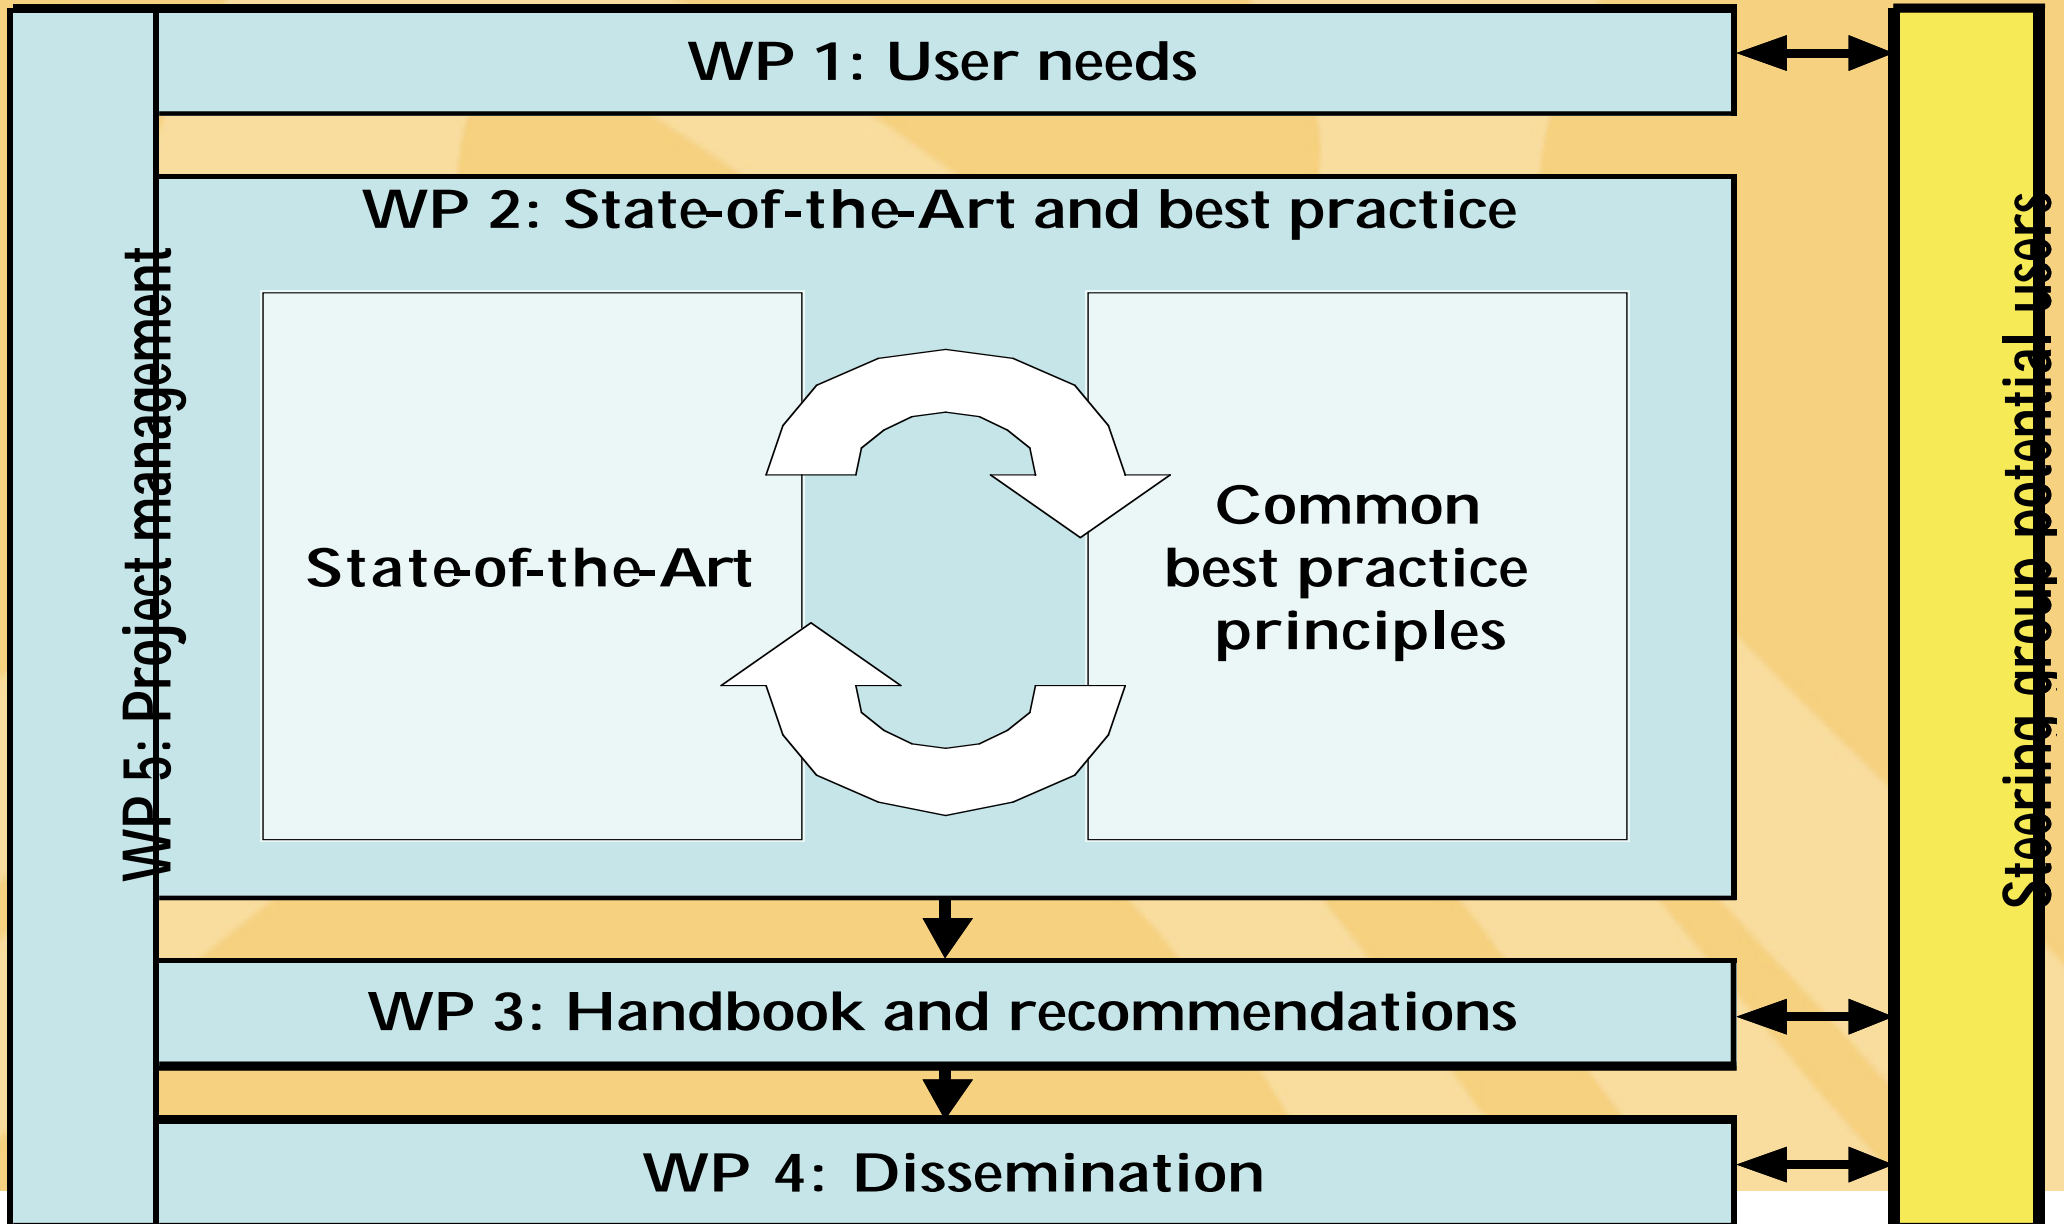 WP 1: User needs
WP 2: State-of-the-Art and best practice
WP 5: Project management
State-of-the-Art
Common
best practice
principles
Steering group potential users
WP 3: Handbook and recommendations
WP 4: Dissemination